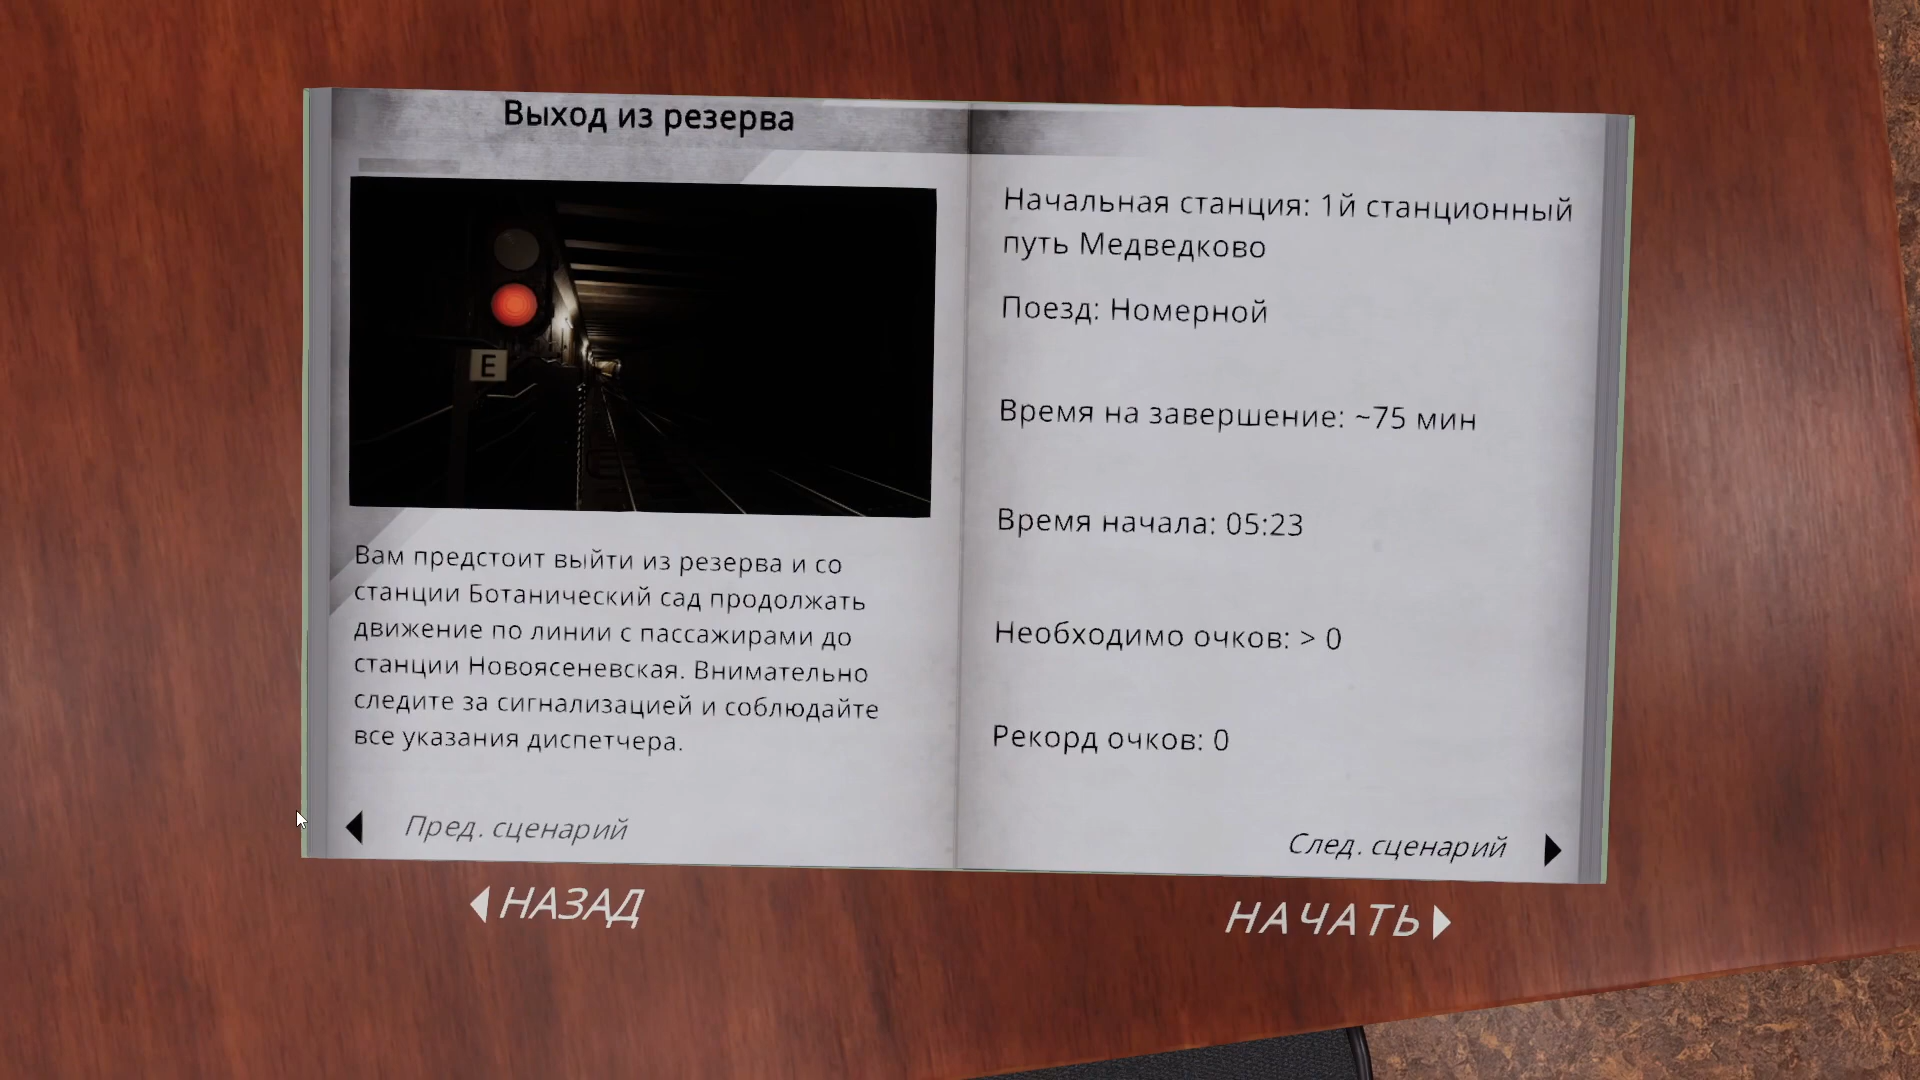 Выход из резерва
E
Вам предстоит выйти из резерва и со
станции Ботанический сад продолжать
движение по линии с пассажирами до
станции Новоясеневская. Внимательно
следите за сигнализацией и соблюдайте
все указания диспетчера.
Пред. сценарий
Начальная станция: 1й станционный
путь Медведково
Поезд: Номерной
Время на завершение: ~75 мин
Время начала: 05:23
Необходимо очков: > 0
Рекорд очков: 0
След. сценарий
НАЗАД
НАЧАТЬ